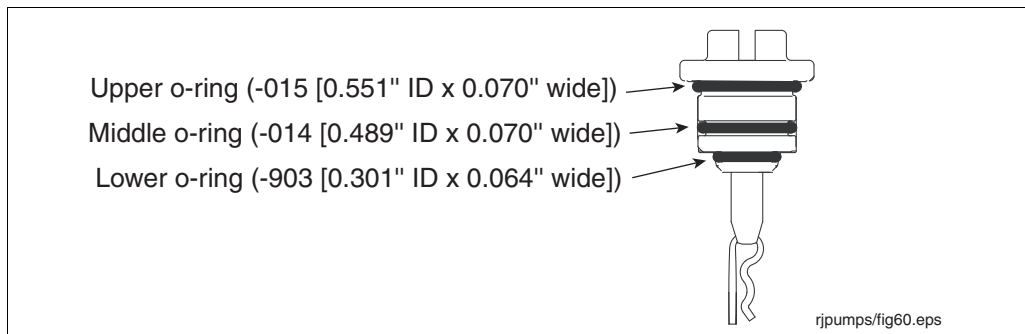 Upper o-ring (-015 [0.551" ID x 0.070" wide])
Middle o-ring (-014 [0.489" ID x 0.070" wide])
Lower o-ring (-903 [0.301" ID x 0.064" wide])
rjpumps/fig60.eps